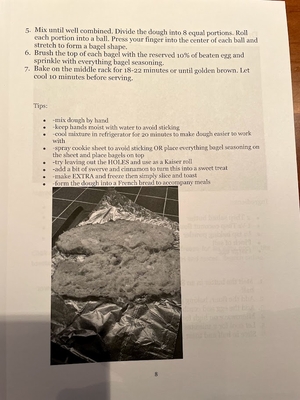 5. Mix until well combined. Divide the dough into 8 equal portions. Roll
each portion into a ball. Press your finger into the center of each ball and
stretch to form a bagel shape.
6. Brush the top of each bagel with the reserved 10% of beaten egg and
sprinkle with everything bagel seasoning.
7. Bake on the middle rack for 18-22 minutes or until golden brown. Let
cool 10 minutes before serving.
Tips:
-mix dough by hand
-keep hands moist with water to avoid sticking
-cool mixture in refrigerator for 20 minutes to make dough easier to work
with
-spray cookie sheet to avoid sticking OR place everything bagel seasoning on
the sheet and place bagels on top
-try leaving out the HOLES and use as a Kaiser roll
-add a bit of swerve and cinnamon to turn this into a sweet treat
-make EXTRA and freeze then simply slice and toast
-form the dough into a French bread to accompany meals
8